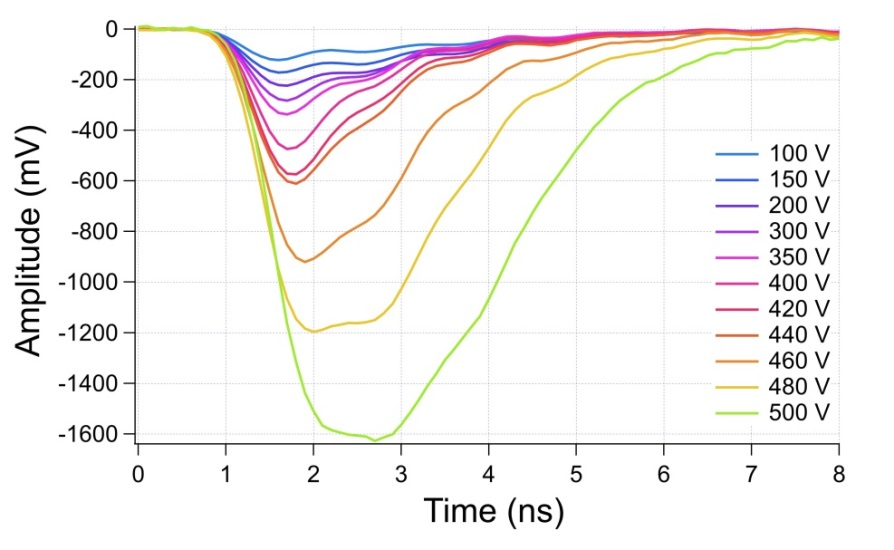 0
-200
-400
-600
-800
-1000
-1200
-1400
-1600
Amplitude (mV)
100 V
150 V
200 V
300 V
350 V
400 V
420 V
440 V
460 V
480 V
500 V
0 1 2 3 4 5 6 7 8
Time (ns)